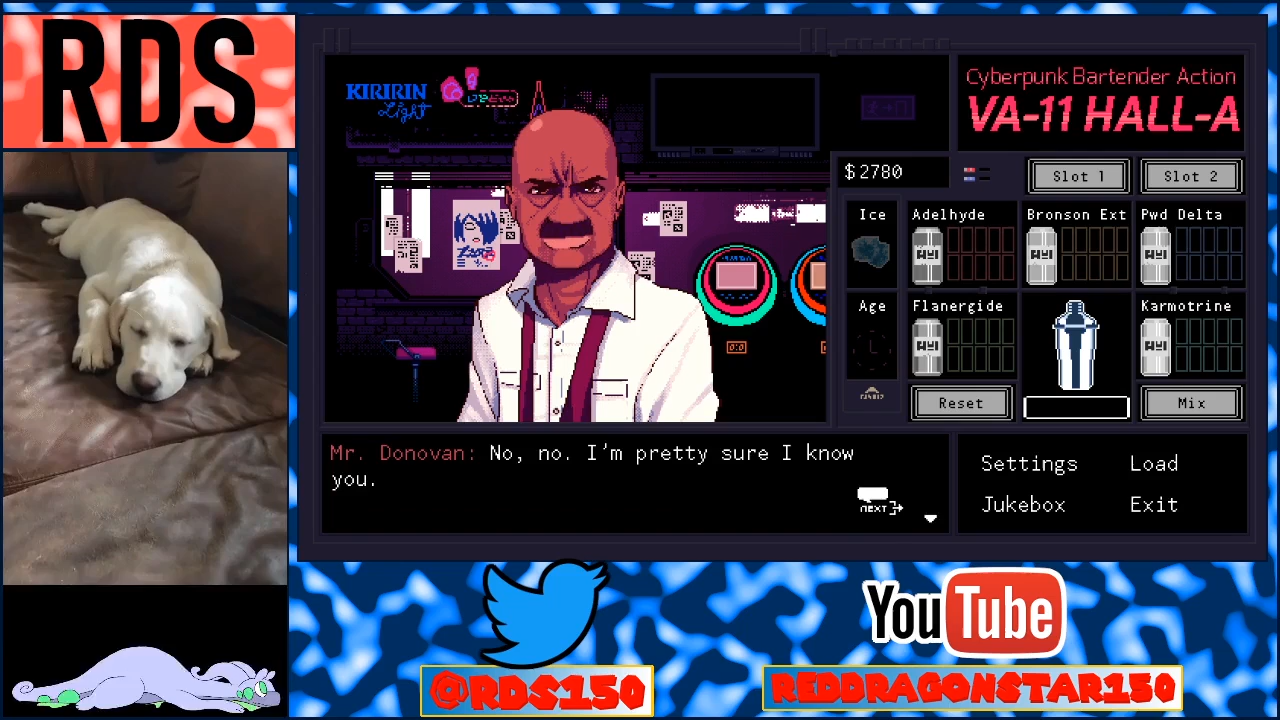 RDS
KIRIRIN
Light
Cyberpunk Bartender Action
VA-11 HALL-A
$2780
Slot 1
Slot 2
Ice
Adelhyde
Bronson Ext
Pwd Delta
Age
Flanergide
Karmotrine
Reset
Mix
Mr. Donovan: No, no. I'm pretty sure I know
you.
NEXT
Settings
Load
Jukebox
Exit
YouTube
@RDS150
REDDRAGONSTAR150